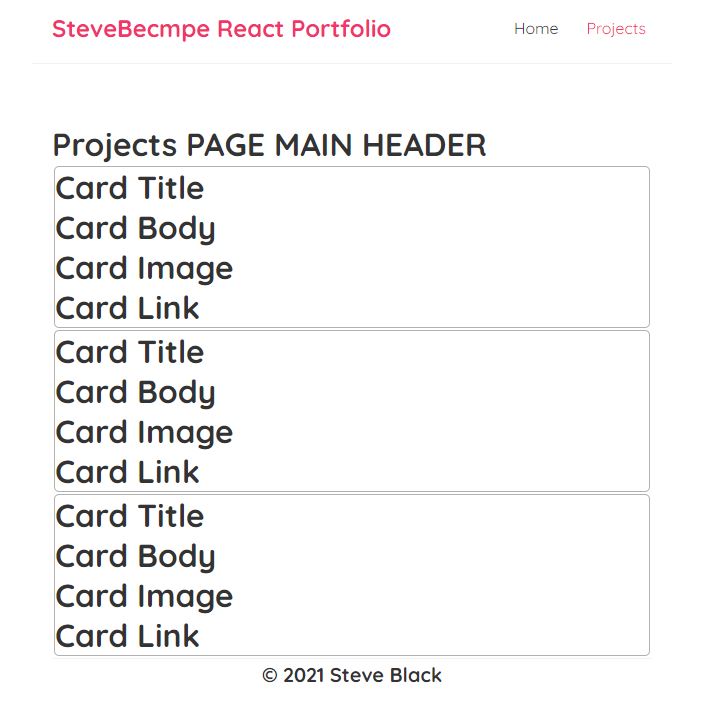 SteveBecmpe React Portfolio
Home
Projects
Projects PAGE MAIN HEADER
Card Title
Card Body
Card Image
Card Link
Card Title
Card Body
Card Image
Card Link
Card Title
Card Body
Card Image
Card Link
© 2021 Steve Black